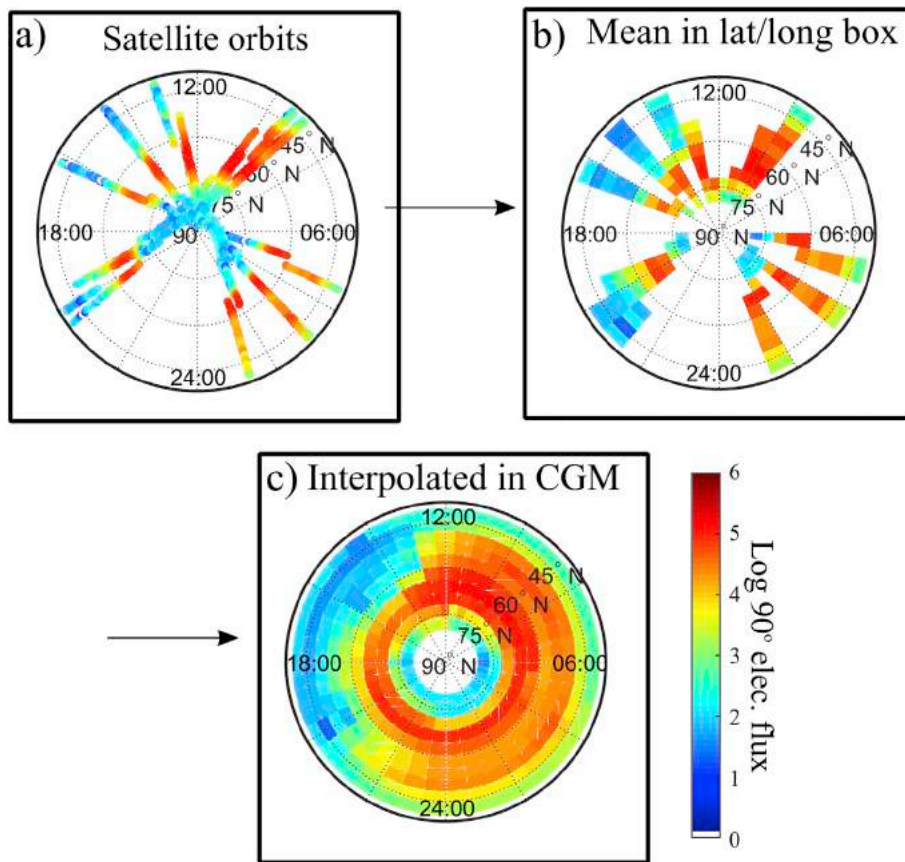 a) Satellite orbits
12:00
45° N
60° N
75° N
18:00
90° N
06:00
24:00
b) Mean in lat/long box
12:00
45° N
60° N
75° N
18:00
90° N
06:00
24:00
c) Interpolated in CGM
12:00
45° N
60° N
75° N
18:00
90° N
06:00
24:00
6
5
4
3
2
1
0
Log 90° elec. flux